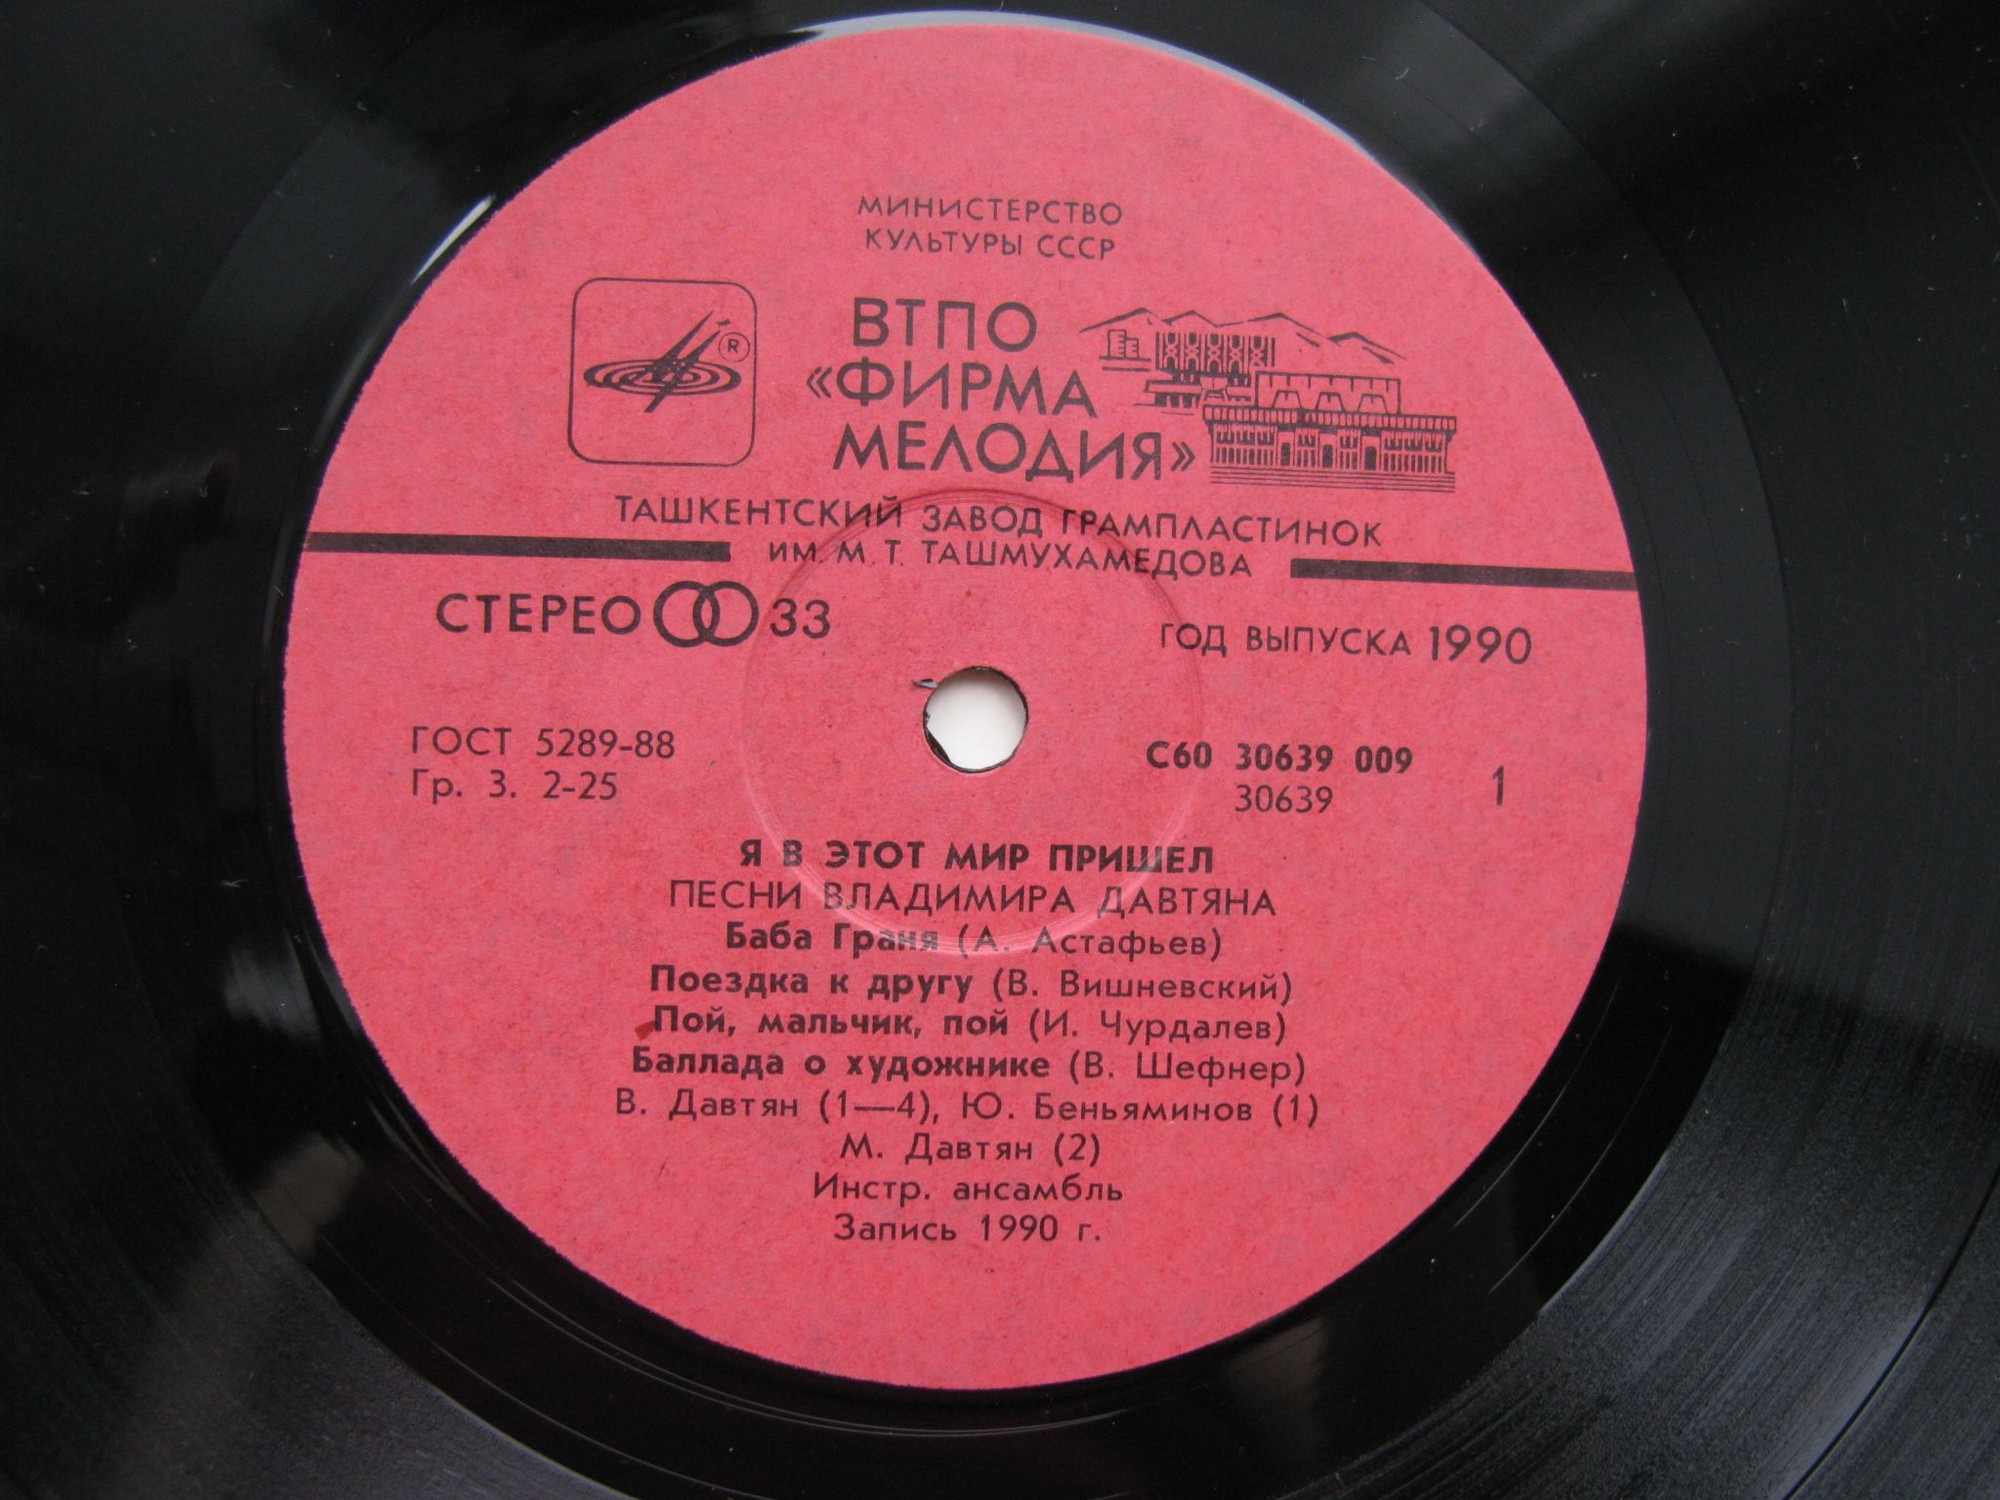 МИНИСТЕРСТВО
КУЛЬТУРЫ СССР
ВТПО
«ФИРМА
МЕЛОДИЯ»
R
ТАШКЕНТСКИЙ ЗАВОД ГРАМПЛАСТИНОК
ИМ. М. Т. ТАШМУХАМЕДОВА
СТЕРЕО 33
ГОД ВЫПУСКА 1990
ГОСТ 5289-88
Гр. 3. 2-25
С60 30639 009
30639
1
Я В ЭТОТ МИР ПРИШЕЛ
ПЕСНИ ВЛАДИМИРА ДАВТЯНА
Баба Граня (А. Астафьев)
Поездка к другу (В. Вишневский)
Пой, мальчик, пой (И. Чурдалев)
Баллада о художнике (В. Шефнер)
В. Давтян (1—4), Ю. Беньяминов (1)
М. Давтян (2)
Инстр. ансамбль
Запись 1990 г.